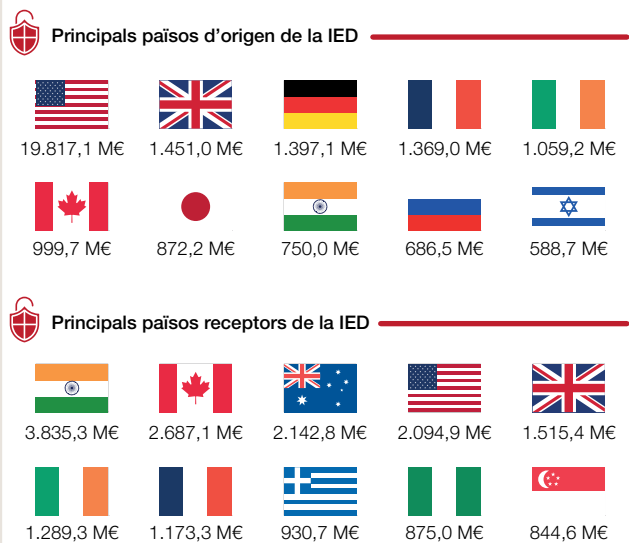 Principals països d'origen de la IED
19.817,1 M€ 1.451,0 M€ 1.397,1 M€ 1.369,0 M€ 1.059,2 M€
999,7 M€ 872,2 M€ 750,0 M€ 686,5 M€ 588,7 M€
Principals països receptors de la IED
3.835,3 M€ 2.687,1 M€ 2.142,8 M€ 2.094,9 M€ 1.515,4 M€
1.289,3 M€ 1.173,3 M€ 930,7 M€ 875,0 M€ 844,6 M€